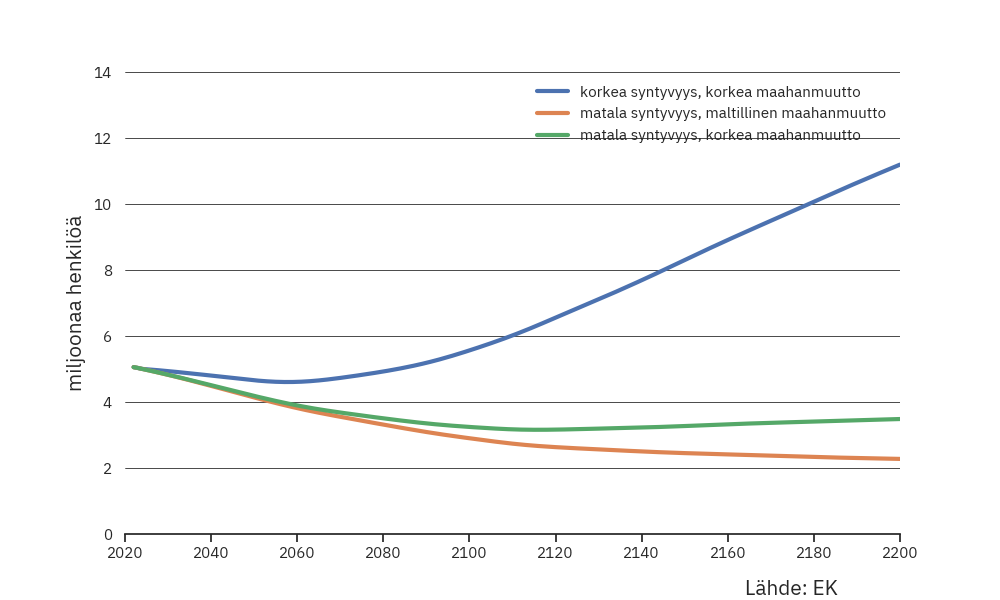 14
korkea syntyvyys, korkea maahanmuutto
matala syntyvyys, maltillinen maahanmuutto
12
matala syntyvyys, korkea maahanmuutto
10
8
6
4
2
0
miljoonaa henkilöä
2020 2040 2060 2080 2100 2120 2140 2160 2180 2200
Lähde: EK